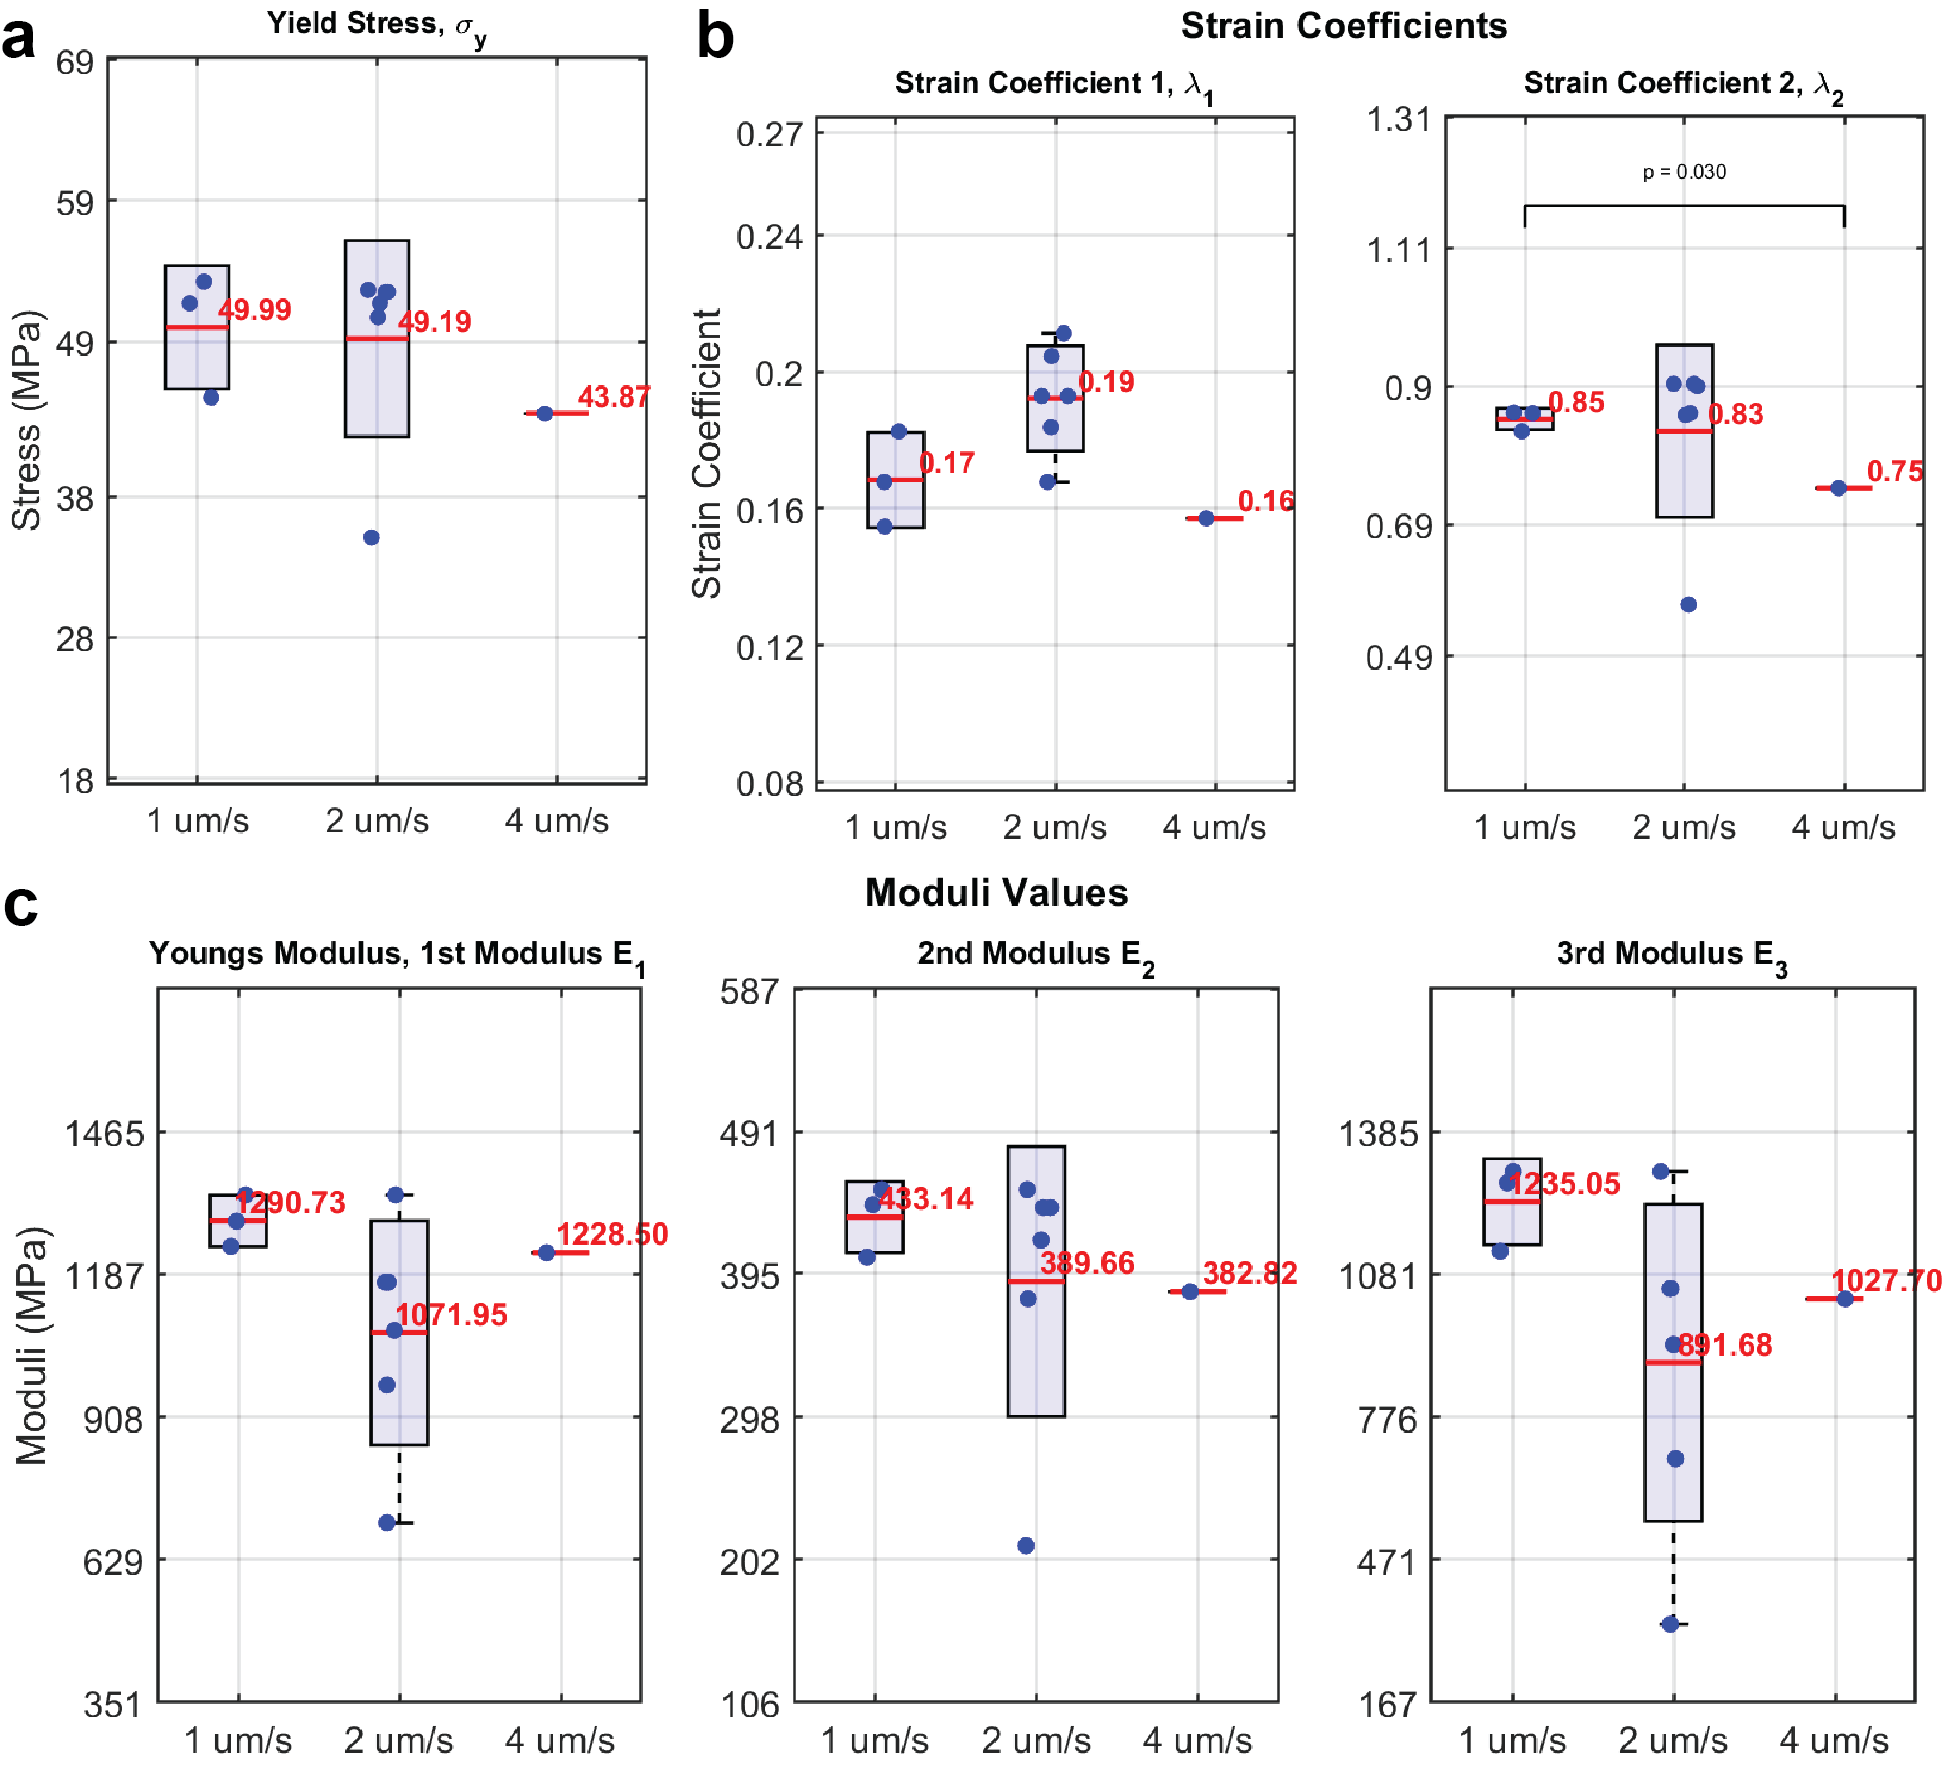 a
Yield Stress, σy
69
59
49
38
28
18
Stress (MPa)
49.99
49.19
43.87
1 um/s 2 um/s 4 um/s
b
Strain Coefficients
Strain Coefficient 1, λ1
0.27
0.24
0.2
0.16
0.12
0.08
Strain Coefficient
0.17
0.19
0.16
1 um/s 2 um/s 4 um/s
Strain Coefficient 2, λ2
1.31
1.11
0.9
0.69
0.49
p = 0.030
0.85
0.83
0.75
1 um/s 2 um/s 4 um/s
c
Moduli Values
Youngs Modulus, 1st Modulus E1
1465
1187
908
629
351
Moduli (MPa)
1290.73
1071.95
1228.50
1 um/s 2 um/s 4 um/s
2nd Modulus E2
587
491
395
298
202
106
433.14
389.66
382.82
1 um/s 2 um/s 4 um/s
3rd Modulus E3
1385
1081
776
471
167
1235.05
891.68
1027.70
1 um/s 2 um/s 4 um/s